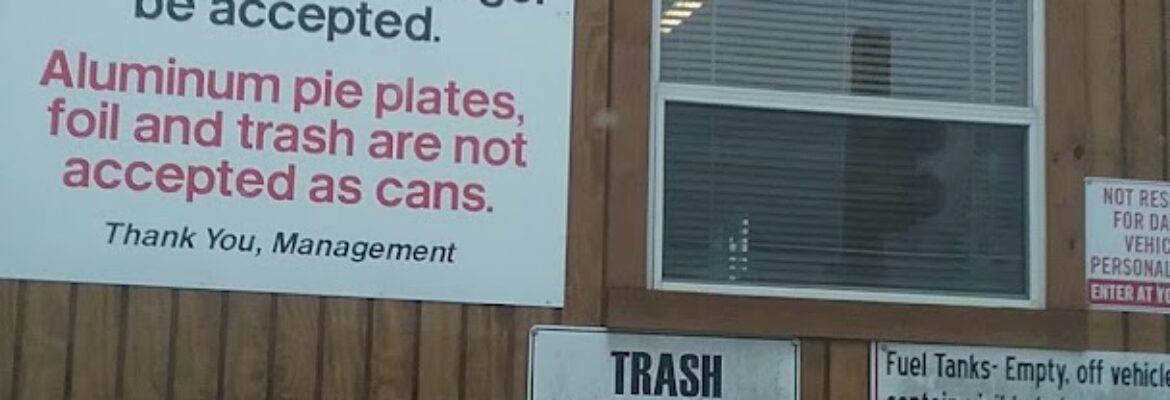 be accepted.
Aluminum pie plates,
foil and trash are not
accepted as cans.
Thank You, Management
TRASH
NOT RES
FOR DA
VEHIC
PERSONAL
ENTER AT YO
Fuel Tanks- Empty, off vehicle